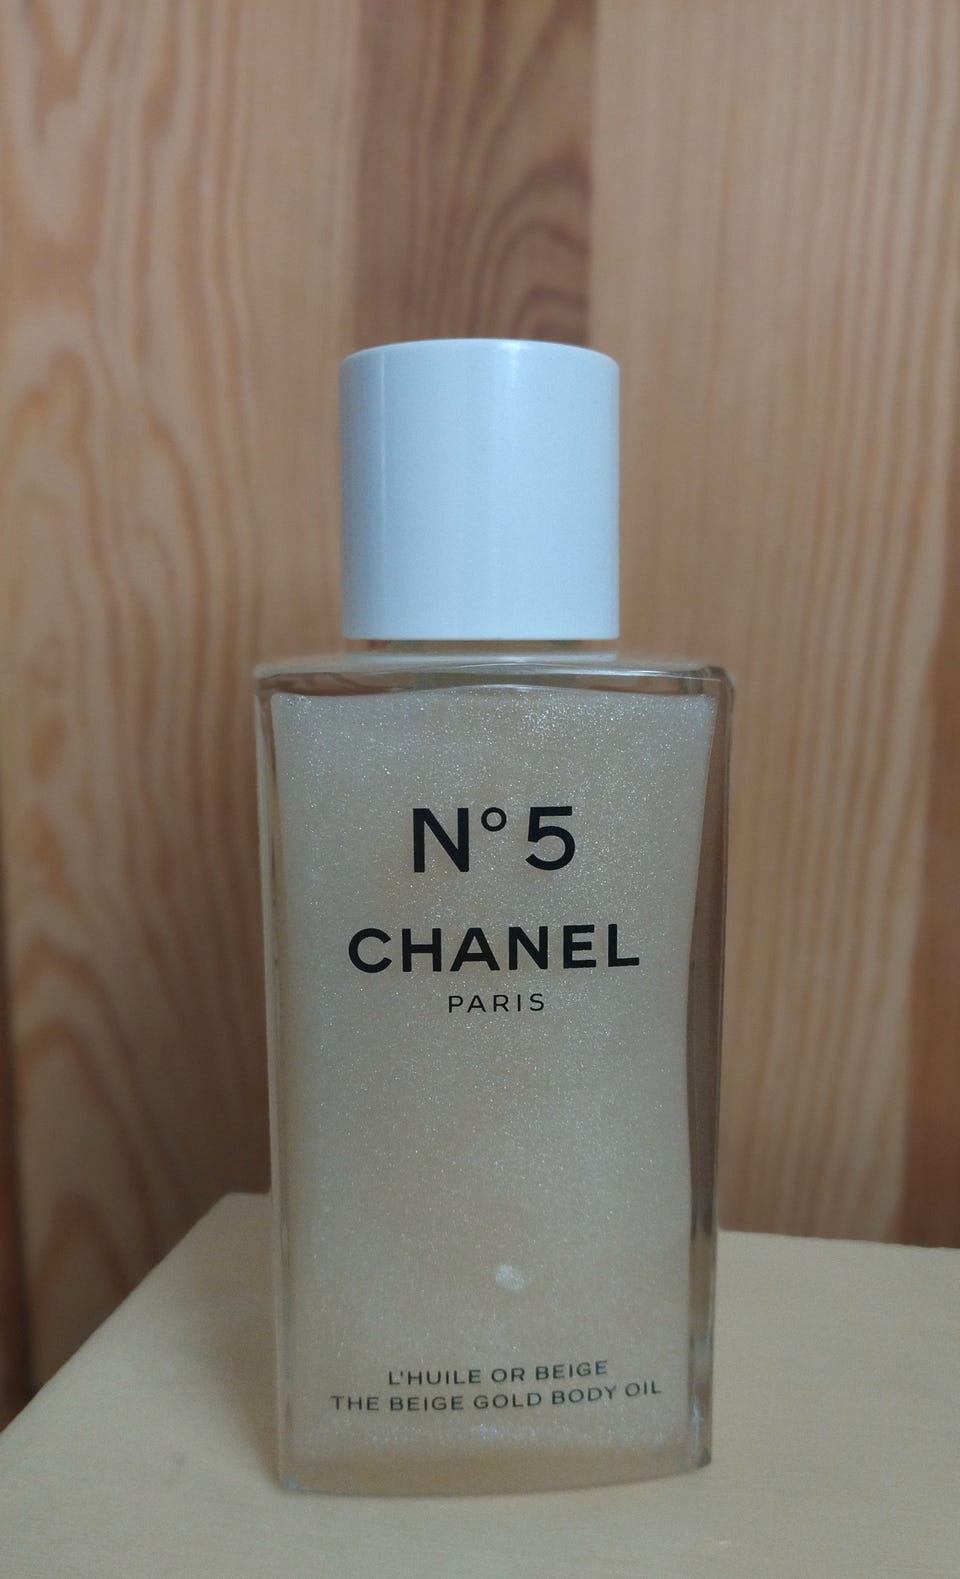 N° 5
CHANEL
PARIS
L'HUILE OR BEIGE
THE BEIGE GOLD BODY OIL